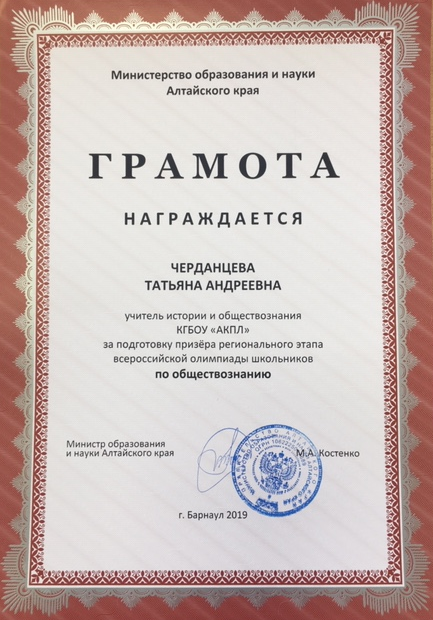 Министерство образования и науки
Алтайского края
ГРАМОТА
НАГРАЖДАЕТСЯ
ЧЕРДАНЦЕВА
ТАТЬЯНА АНДРЕЕВНА
учитель истории и обществознания
КГБОУ «АКПЛ»
за подготовку призёра регионального этапа
всероссийской олимпиады школьников
по обществознанию
Министр образования
и науки Алтайского края
М.А. Костенко
г. Барнаул 2019